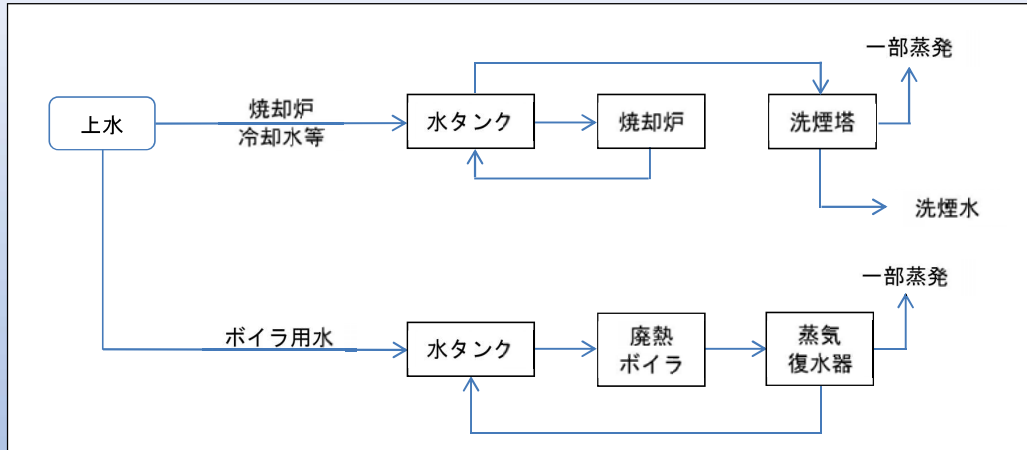 一部蒸発
上水
焼却炉
冷却水等
水タンク
焼却炉
洗煙塔
洗煙水
一部蒸発
ボイラ用水
水タンク
廃熱
ボイラ
蒸気
復水器